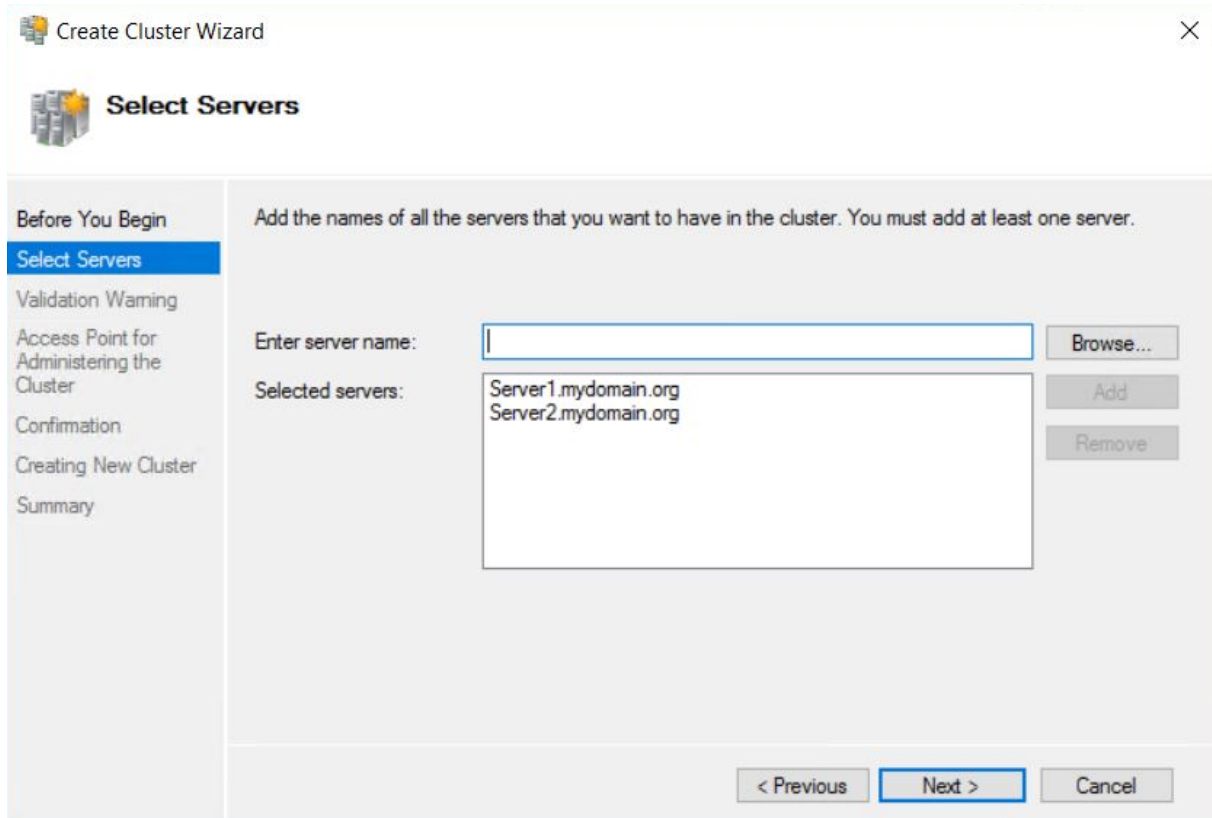 Create Cluster Wizard
Select Servers
Before You Begin
Select Servers
Validation Warning
Access Point for
Administering the
Cluster
Confirmation
Creating New Cluster
Summary
Add the names of all the servers that you want to have in the cluster. You must add at least one server.
Enter server name:
Browse...
Selected servers:
Server1.mydomain.org
Server2.mydomain.org
Add
Remove
< Previous
Next >
Cancel